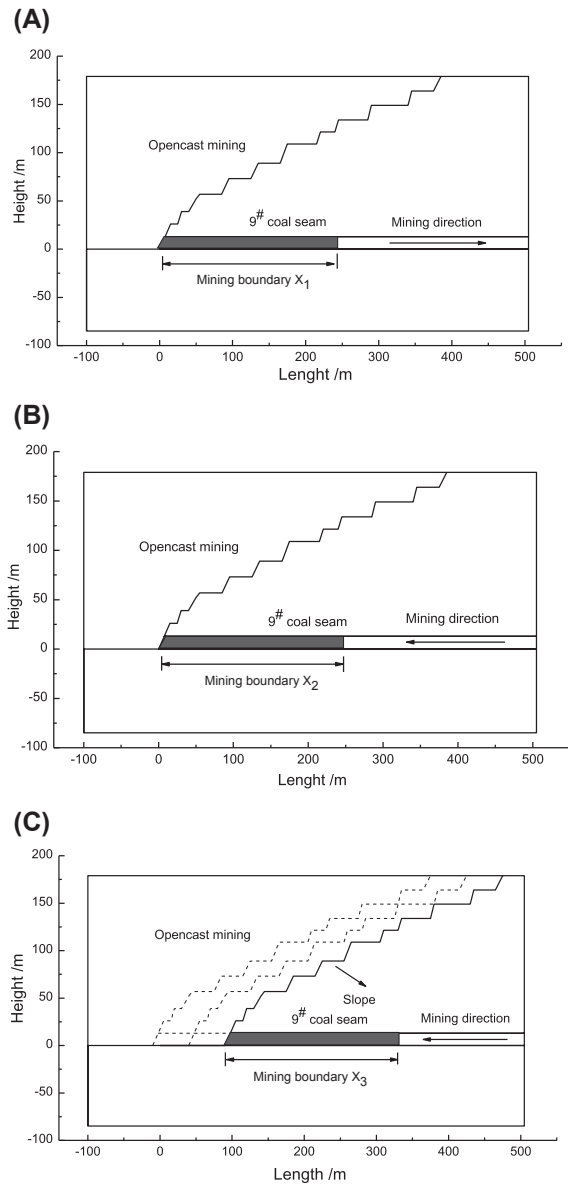 (A)
200
150
100
50
0
-50
-100
Height /m
Opencast mining
9# coal seam
Mining direction
Mining boundary X1
-100 0 100 200 300 400 500
Lenght /m
(B)
200
150
100
50
0
-50
-100
Height /m
Opencast mining
9# coal seam
Mining direction
Mining boundary X2
-100 0 100 200 300 400 500
Lenght /m
(C)
200
150
100
50
0
-50
-100
Height /m
Opencast mining
Slope
9# coal seam
Mining direction
Mining boundary X3
-100 0 100 200 300 400 500
Length /m